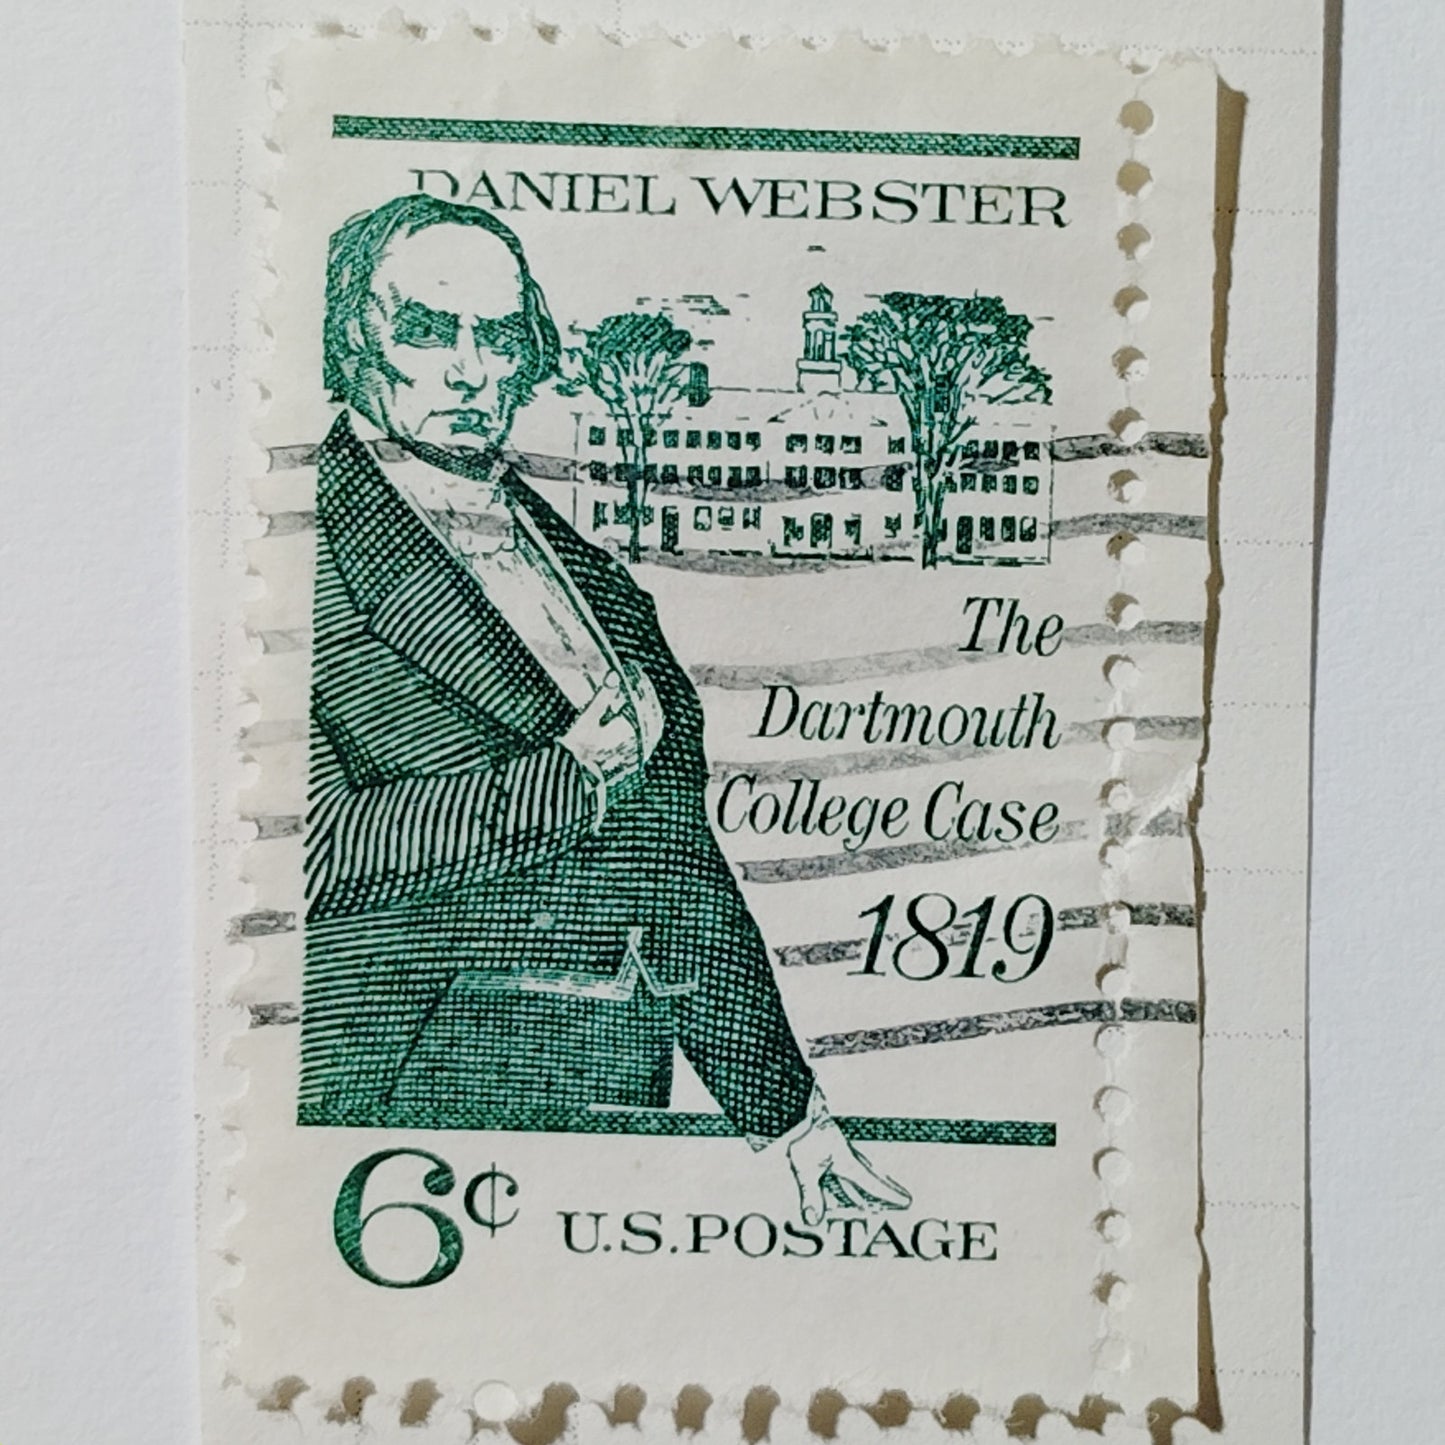 DANIEL WEBSTER
The
Dartmouth
College Case
1819
6¢ U.S. POSTAGE